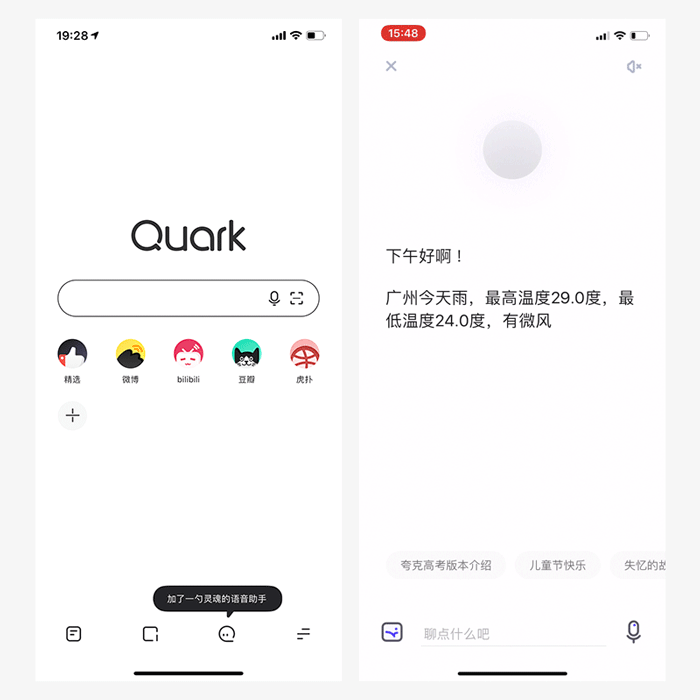 19:28
Quark
精选
微博
bilibili
豆瓣
虎扑
加了一勺灵魂的语音助手
15:48
下午好啊！
广州今天雨，最高温度29.0度，最
低温度24.0度，有微风
夸克高考版本介绍
儿童节快乐
失忆的故
聊点什么吧